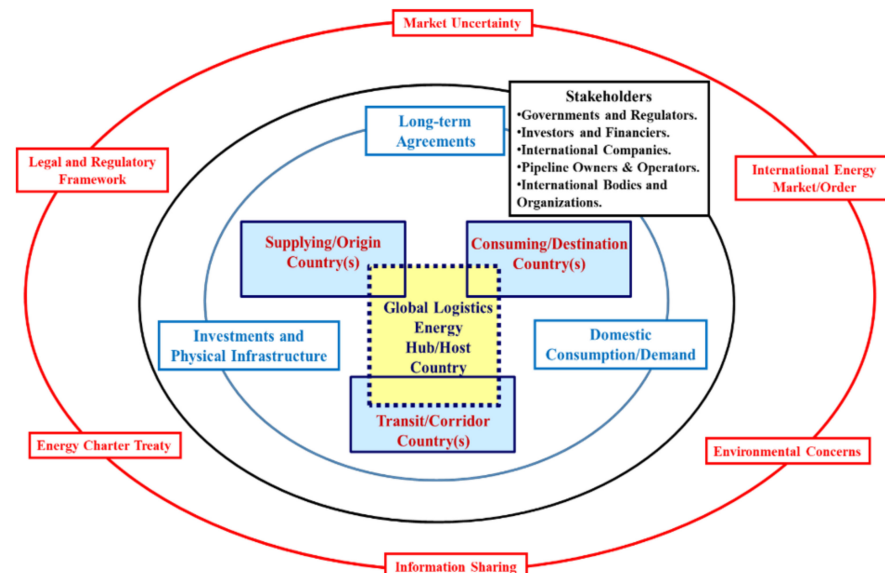 Market Uncertainty
Stakeholders
•Governments and Regulators.
•Investors and Financiers.
•International Companies.
•Pipeline Owners & Operators.
•International Bodies and
Organizations.
Long-term
Agreements
Legal and Regulatory
Framework
International Energy
Market/Order
Supplying/Origin
Country(s)
Consuming/Destination
Country(s)
Global Logistics
Energy
Hub/Host
Country
Investments and
Physical Infrastructure
Domestic
Consumption/Demand
Transit/Corridor
Country(s)
Energy Charter Treaty
Environmental Concerns
Information Sharing